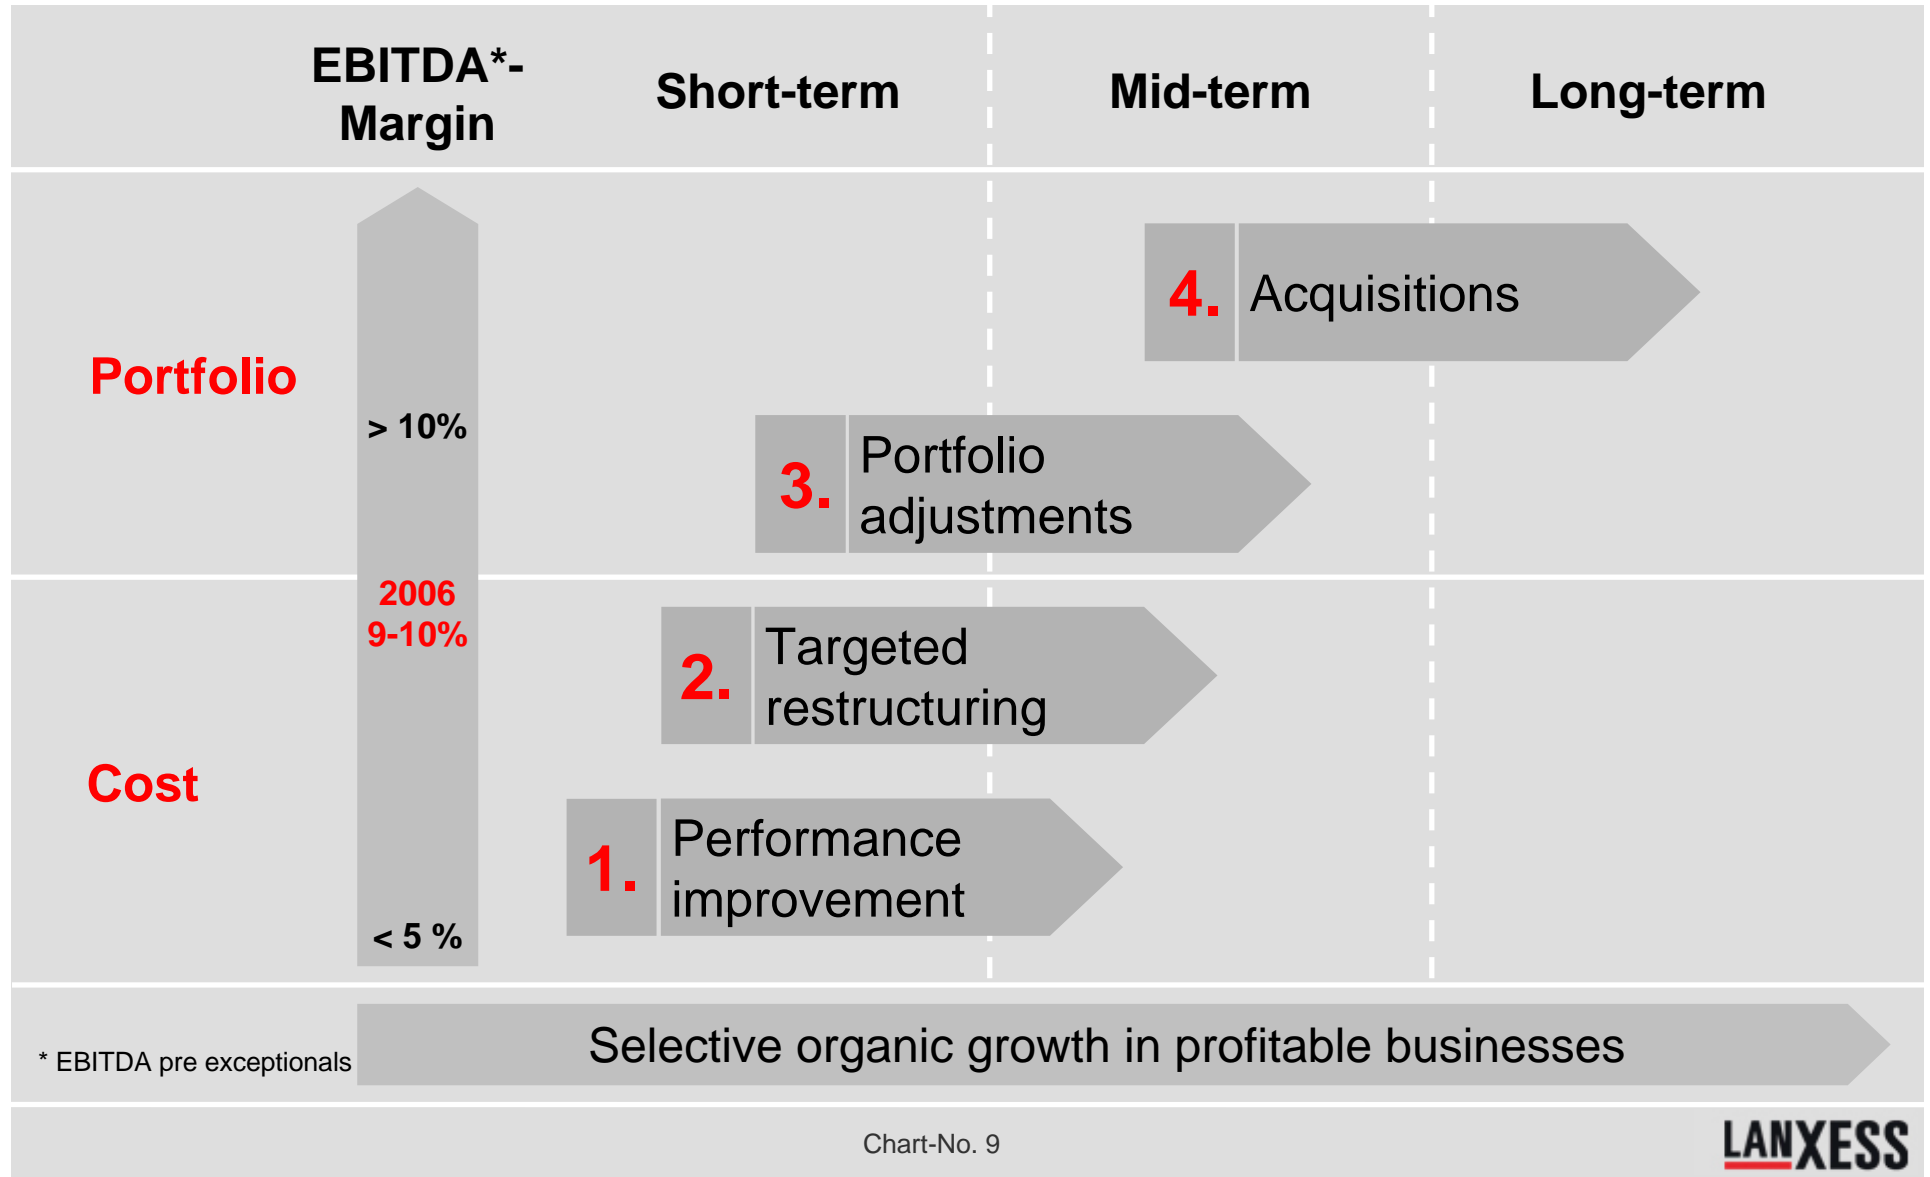 EBITDA*-
Margin
Short-term
Mid-term
Long-term
Portfolio
> 10%
4.
Acquisitions
3.
Portfolio
adjustments
2006
9-10%
Cost
< 5 %
2.
Targeted
restructuring
1.
Performance
improvement
* EBITDA pre exceptionals
Selective organic growth in profitable businesses
Chart-No. 9
LANXESS